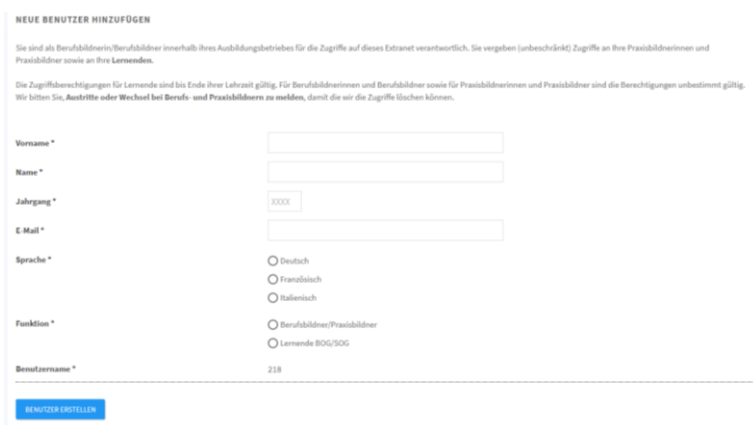 NEUE BENUTZER HINZUFÜGEN
Sie sind als Berufsbildnerin/Berufsbildner innerhalb ihres Ausbildungsbetriebes für die Zugriffe auf dieses Extranet verantwortlich. Sie vergeben (unbeschränkt) Zugriffe an Ihre Praxisbildnerinnen und
Praxisbildner sowie an Ihre Lernenden.
Die Zugriffsberechtigungen für Lernende sind bis Ende ihrer Lehrzeit gültig. Für Berufsbildnerinnen und Berufsbildner sowie für Praxisbildnerinnen und Praxisbildner sind die Berechtigungen unbestimmt gültig.
Wir bitten Sie, Austritte oder Wechsel bei Berufs- und Praxisbildnern zu melden, damit die wir die Zugriffe löschen können.
Vorname *
Name *
Jahrgang * XXXX
E-Mail *
Sprache * Deutsch
Französisch
Italienisch
Funktion * Berufsbildner/Praxisbildner
Lernende BOG/SOG
Benutzername * 218
BENUTZER ERSTELLEN